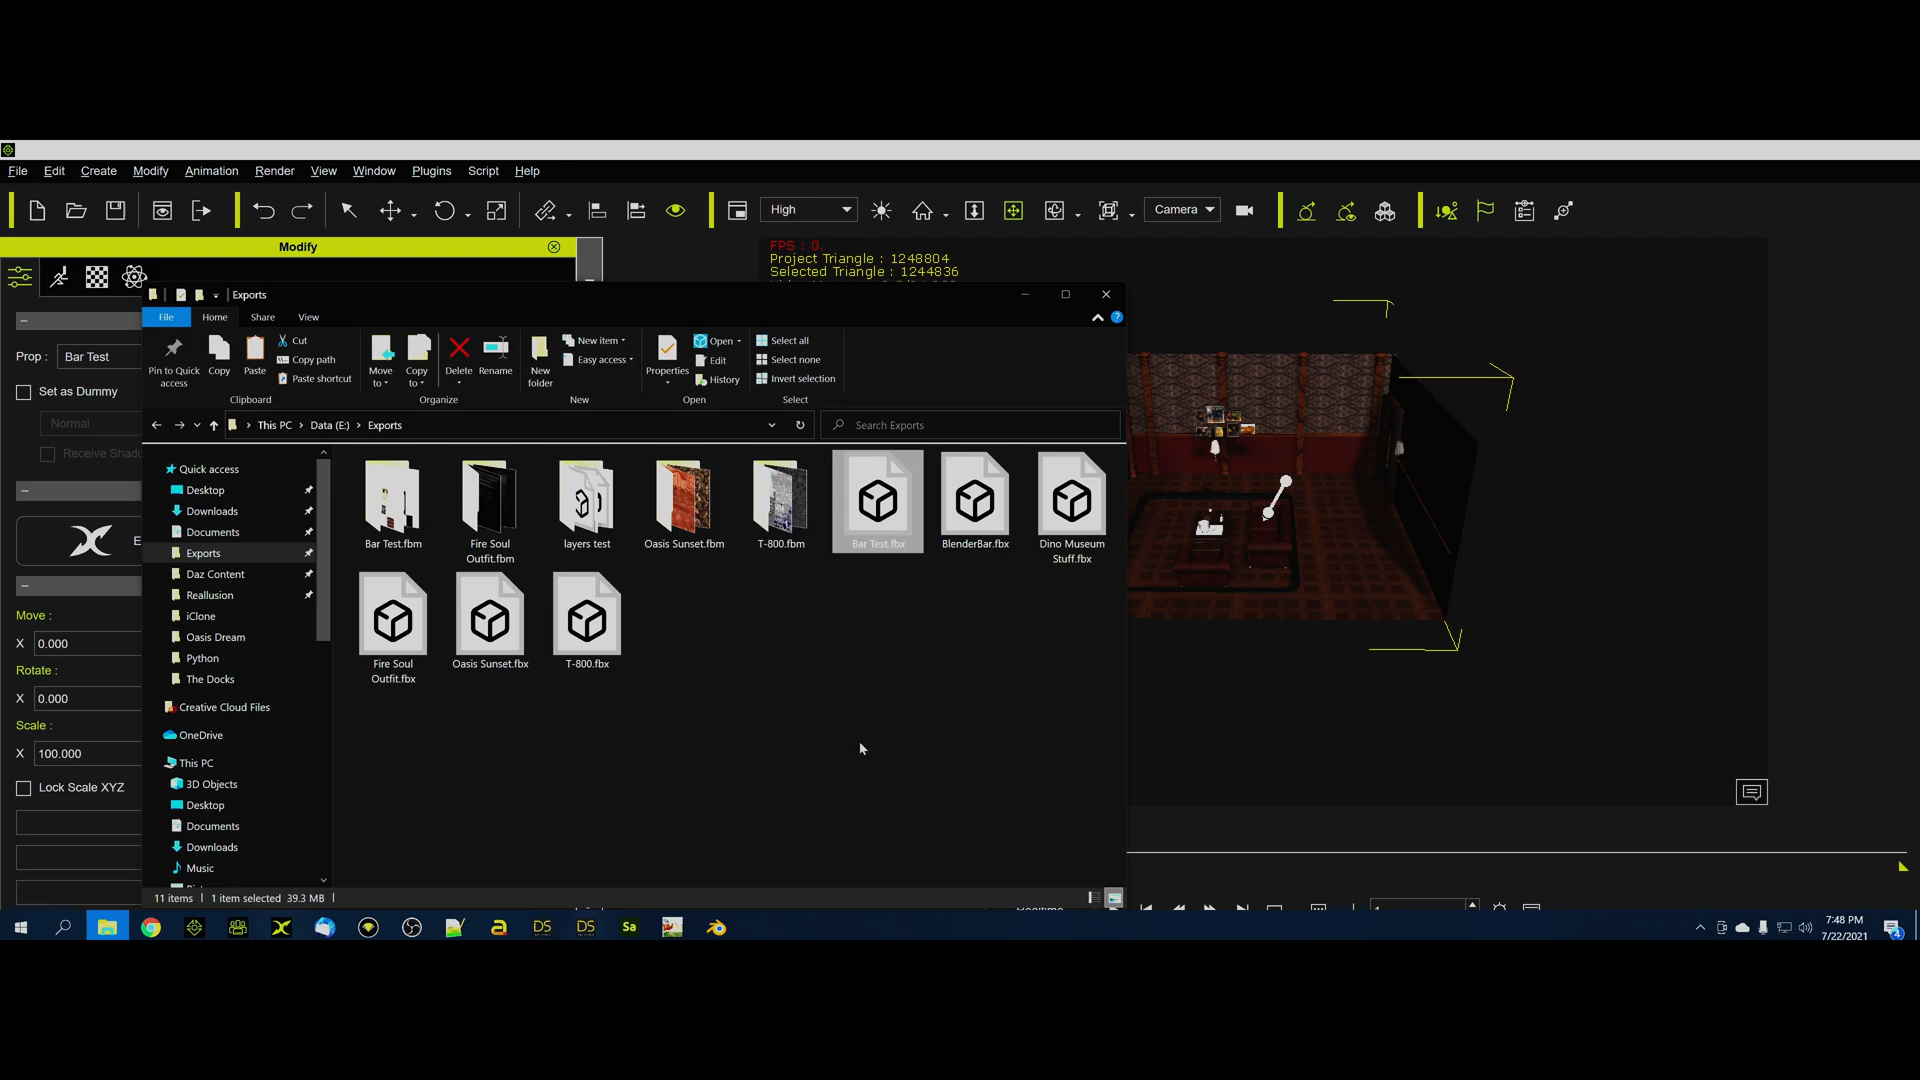 File Edit Create Modify Animation Render View Window Plugins Script Help
High
Camera
Modify
FPS : 0.
Project Triangle : 1248804
Selected Triangle : 1244836
Exports
File Home Share View
Pin to Quick access
Copy
Paste
Cut
Copy path
Paste shortcut
Clipboard
Move to
Copy to
Delete
Rename
Organize
New folder
New item
Easy access
New
Properties
Open
Edit
History
Open
Select all
Select none
Invert selection
Select
This PC > Data (E:) > Exports
Search Exports
Prop :
Bar Test
Set as Dummy
Normal
Receive Shado
Move :
X 0.000
Rotate :
X 0.000
Scale :
X 100.000
Lock Scale XYZ
Quick access
Desktop
Downloads
Documents
Exports
Daz Content
Reallusion
iClone
Oasis Dream
Python
The Docks
Creative Cloud Files
OneDrive
This PC
3D Objects
Desktop
Documents
Downloads
Music
Bar Test.fbm
Fire Soul Outfit.fbm
layers test
Oasis Sunset.fbm
T-800.fbm
Bar Test.fbx
BlenderBar.fbx
Dino Museum Stuff.fbx
Fire Soul Outfit.fbx
Oasis Sunset.fbx
T-800.fbx
11 items
1 item selected 39.3 MB
DS
DS
Sa
7:48 PM
7/22/2021
4